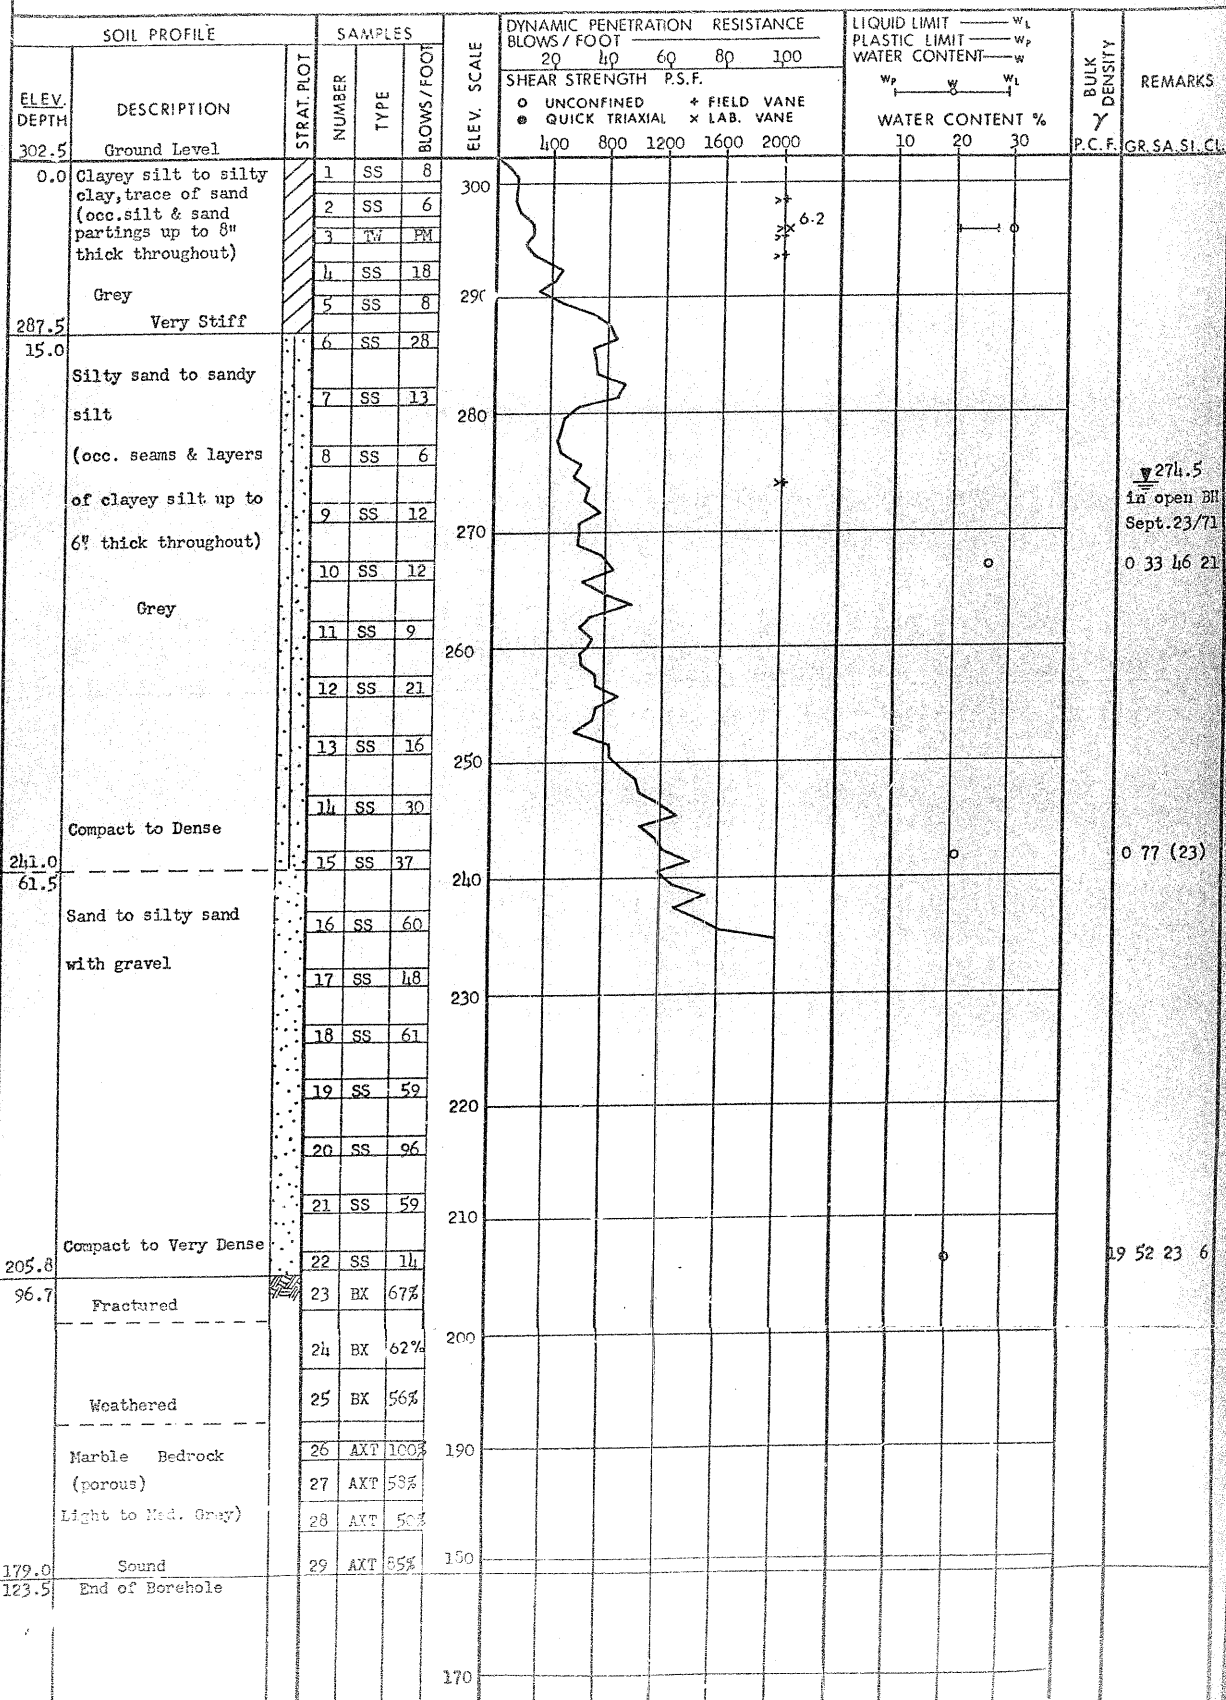 SOIL PROFILE
SAMPLES
ELEV. SCALE
DYNAMIC PENETRATION RESISTANCE
BLOWS / FOOT
20 40 60 80 100
SHEAR STRENGTH P.S.F.
o UNCONFINED + FIELD VANE
● QUICK TRIAXIAL x LAB. VANE
400 800 1200 1600 2000
LIQUID LIMIT — wL
PLASTIC LIMIT — wP
WATER CONTENT — w
wP w wL
WATER CONTENT %
10 20 30
BULK DENSITY
γ
P.C.F.
REMARKS
GR.SA.SI.CL.
ELEV.
DEPTH
DESCRIPTION
STRAT. PLOT
NUMBER
TYPE
BLOWS / FOOT
302.5 Ground Level
0.0 Clayey silt to silty
clay, trace of sand
(occ. silt & sand
partings up to 8"
thick throughout)
Grey
Very Stiff
287.5
15.0
Silty sand to sandy
silt
(occ. seams & layers
of clayey silt up to
6" thick throughout)
Grey
Compact to Dense
241.0
61.5
Sand to silty sand
with gravel
Compact to Very Dense
205.8
96.7
Fractured
Weathered
Marble Bedrock
(porous)
Light to Med. Grey)
Sound
179.0
123.5 End of Borehole
1 SS 8
2 SS 6
3 TW PM
4 SS 18
5 SS 8
6 SS 28
7 SS 13
8 SS 6
9 SS 12
10 SS 12
11 SS 9
12 SS 21
13 SS 16
14 SS 30
15 SS 37
16 SS 60
17 SS 48
18 SS 61
19 SS 59
20 SS 96
21 SS 59
22 SS 14
23 BX 67%
24 BX 62%
25 BX 56%
26 AXT 100%
27 AXT
28 AXT
29 AXT
300
290
280
270
260
250
240
230
220
210
200
190
180
170
6.2
274.5
in open BH
Sept.23/71
0 33 46 21
0 77 (23)
19 52 23 6